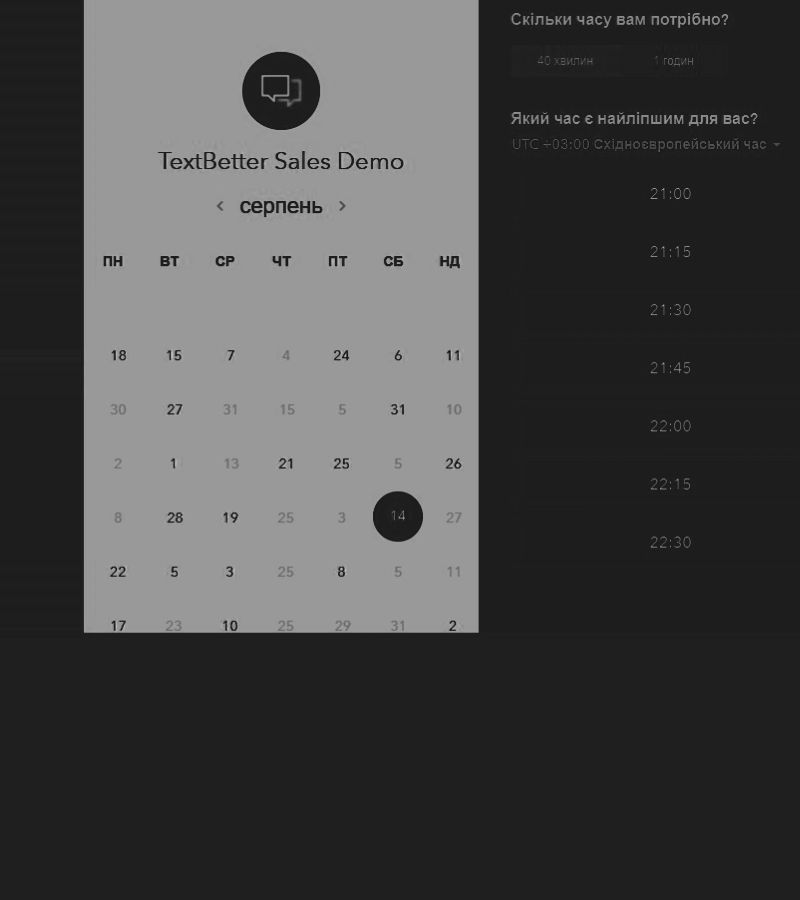 TextBetter Sales Demo
серпень
ПН ВТ СР ЧТ ПТ СБ НД
18 15 7 4 24 6 11
30 27 31 15 5 31 10
2 1 13 21 25 5 26
8 28 19 25 3 14 27
22 5 3 25 8 5 11
17 23 10 25 29 31 2
Скільки часу вам потрібно?
40 хвилин 1 годин
Який час є найліпшим для вас?
UTC +03:00 Східноєвропейський час
21:00
21:15
21:30
21:45
22:00
22:15
22:30